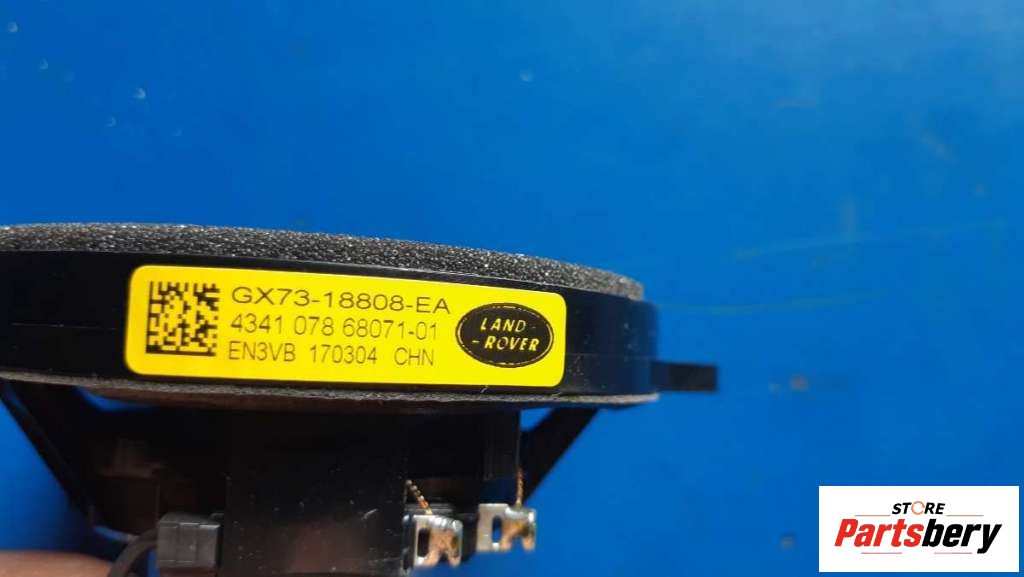 GX73-18808-EA
4341 078 68071-01
EN3VB 170304 CHN
LAND-
-ROVER
STORE
Partsbery